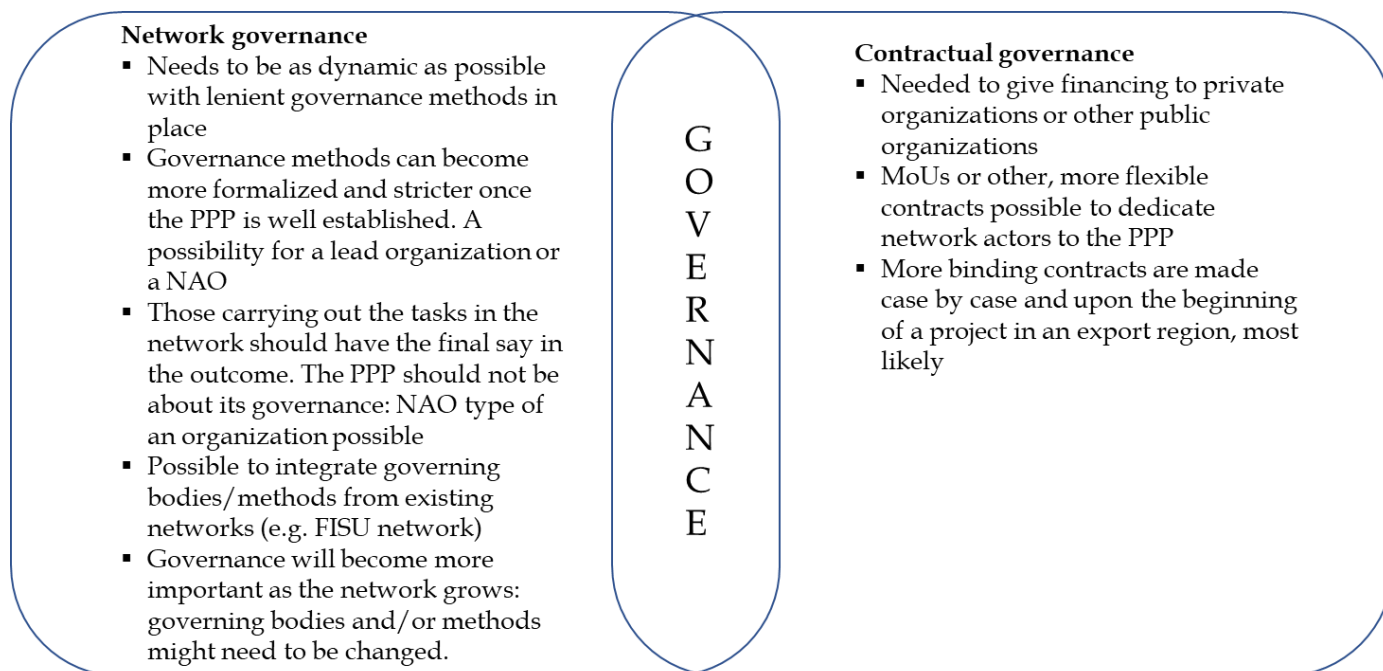 Network governance
▪ Needs to be as dynamic as possible
with lenient governance methods in
place
▪ Governance methods can become
more formalized and stricter once
the PPP is well established. A
possibility for a lead organization or
a NAO
▪ Those carrying out the tasks in the
network should have the final say in
the outcome. The PPP should not be
about its governance: NAO type of
an organization possible
▪ Possible to integrate governing
bodies/methods from existing
networks (e.g. FISU network)
▪ Governance will become more
important as the network grows:
governing bodies and/or methods
might need to be changed.
G
O
V
E
R
N
A
N
C
E
Contractual governance
▪ Needed to give financing to private
organizations or other public
organizations
▪ MoUs or other, more flexible
contracts possible to dedicate
network actors to the PPP
▪ More binding contracts are made
case by case and upon the beginning
of a project in an export region, most
likely